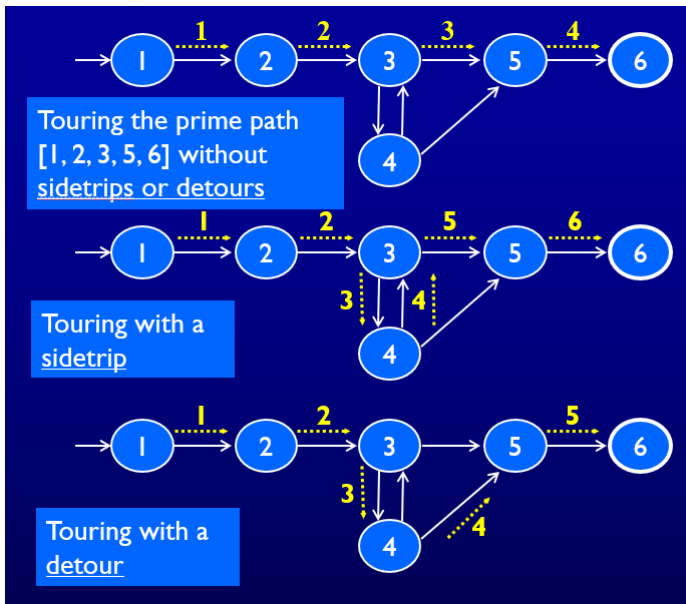 1 2 3 4
1 2 3 5 6
4
Touring the prime path
[1, 2, 3, 5, 6] without
sidetrips or detours
1 2 5 6
1 2 3 5 6
3 4
4
Touring with a
sidetrip
1 2 5
1 2 3 5 6
3
4
4
Touring with a
detour